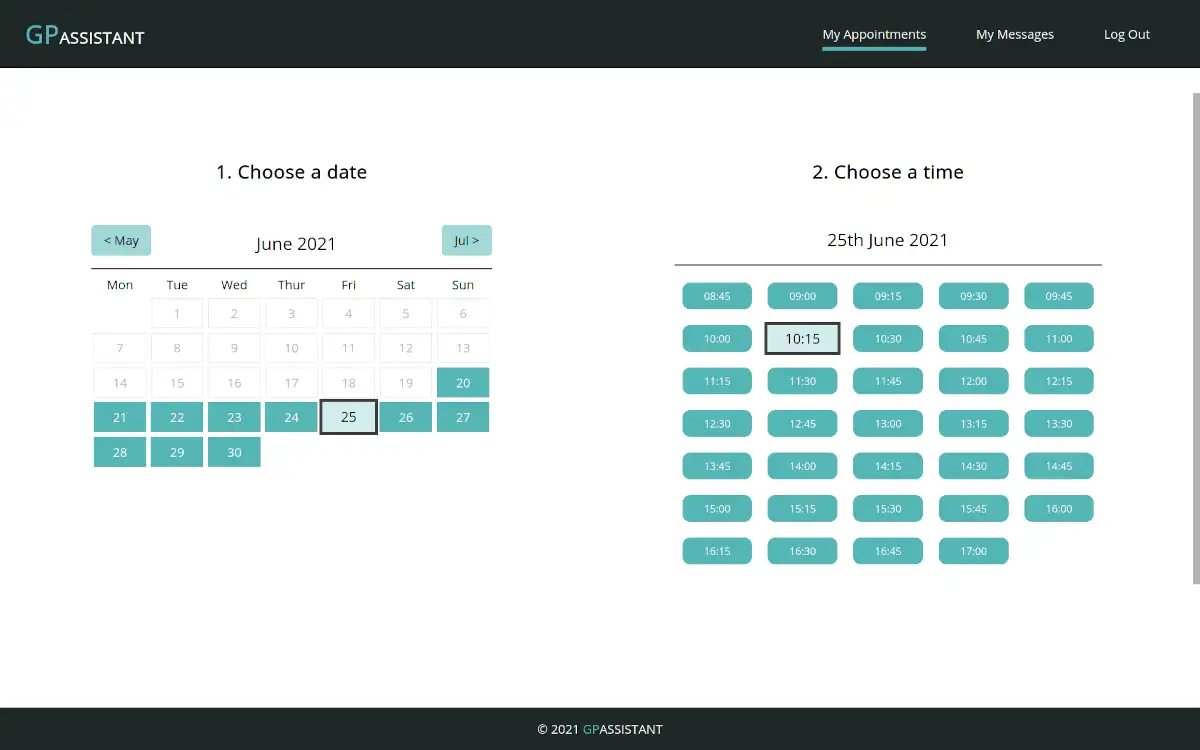 GPASSISTANT
My Appointments My Messages Log Out
1. Choose a date
< May June 2021 Jul >
Mon Tue Wed Thur Fri Sat Sun
1 2 3 4 5 6
7 8 9 10 11 12 13
14 15 16 17 18 19 20
21 22 23 24 25 26 27
28 29 30
2. Choose a time
25th June 2021
08:45 09:00 09:15 09:30 09:45
10:00 10:15 10:30 10:45 11:00
11:15 11:30 11:45 12:00 12:15
12:30 12:45 13:00 13:15 13:30
13:45 14:00 14:15 14:30 14:45
15:00 15:15 15:30 15:45 16:00
16:15 16:30 16:45 17:00
© 2021 GPASSISTANT